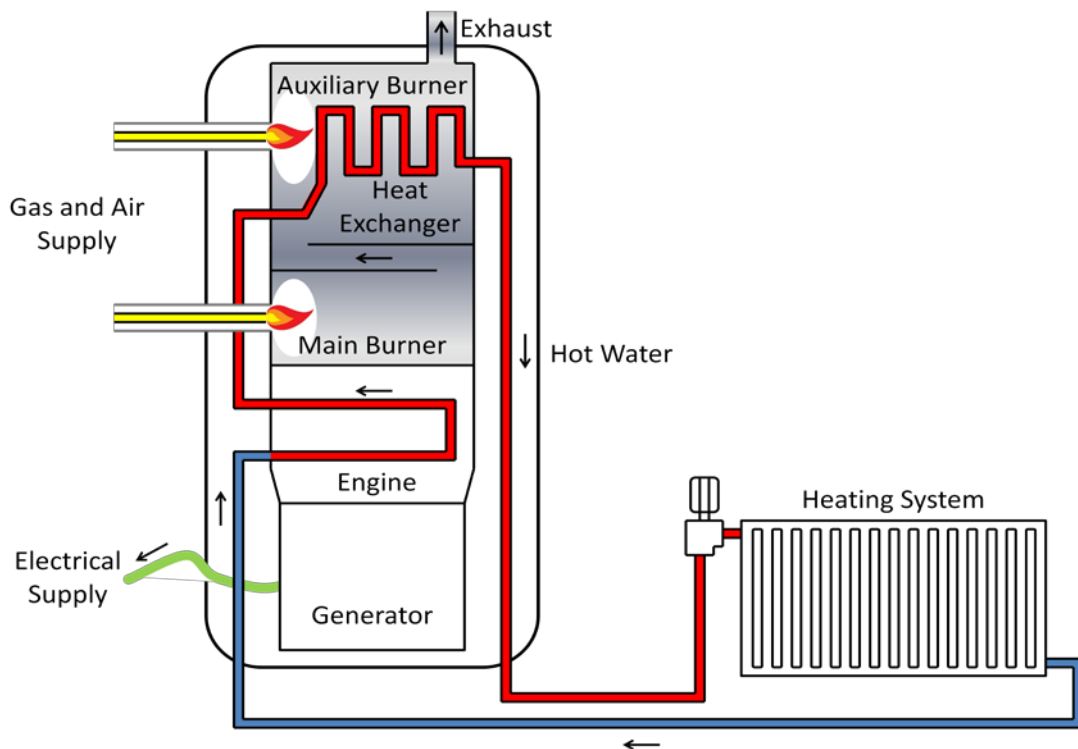 Exhaust
Auxiliary Burner
Heat
Exchanger
Gas and Air
Supply
Main Burner
Hot Water
Engine
Heating System
Electrical
Supply
Generator